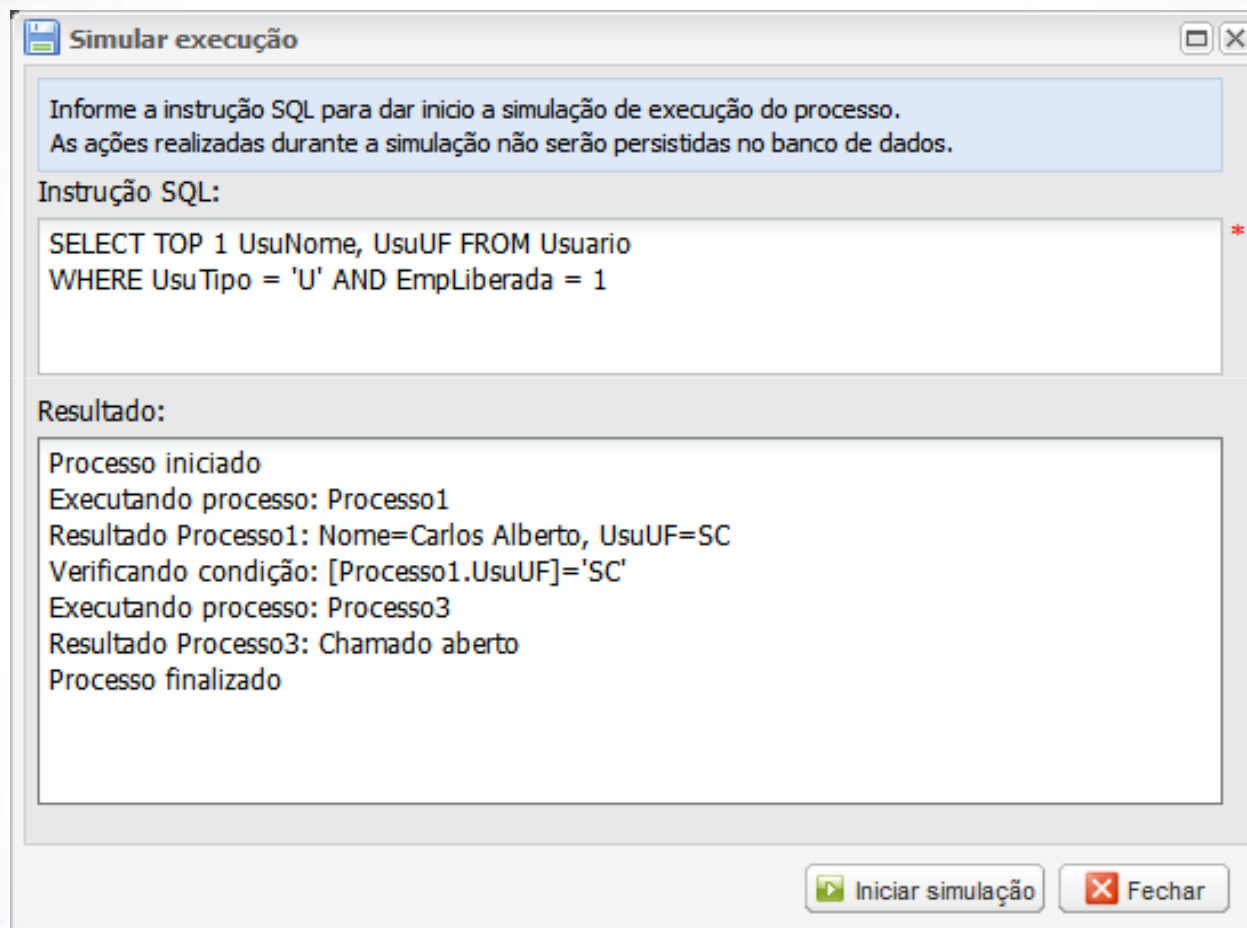 Simular execução
Informe a instrução SQL para dar inicio a simulação de execução do processo.
As ações realizadas durante a simulação não serão persistidas no banco de dados.
Instrução SQL:
SELECT TOP 1 UsuNome, UsuUF FROM Usuario
*
WHERE UsuTipo = 'U' AND EmpLiberada = 1
Resultado:
Processo iniciado
Executando processo: Processo1
Resultado Processo1: Nome=Carlos Alberto, UsuUF=SC
Verificando condição: [Processo1.UsuUF]='SC'
Executando processo: Processo3
Resultado Processo3: Chamado aberto
Processo finalizado
Iniciar simulação
Fechar